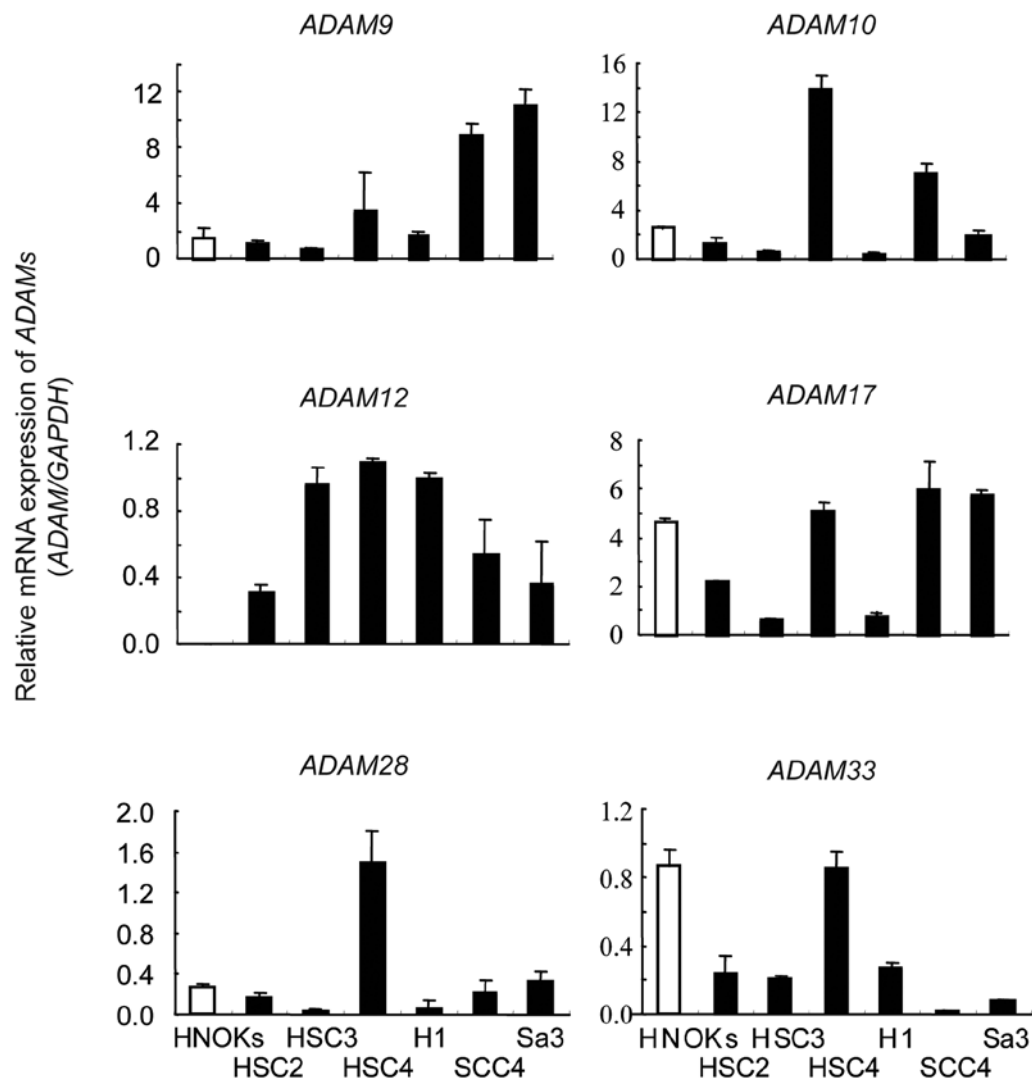 Relative mRNA expression of ADAMs
(ADAM/GAPDH)
ADAM9
12
8
4
0
ADAM10
16
12
8
4
0
ADAM12
1.2
0.8
0.4
0.0
ADAM17
8
6
4
2
0
ADAM28
2.0
1.6
1.2
0.8
0.4
0.0
HNOKs HSC3 H1 Sa3
HSC2 HSC4 SCC4
ADAM33
1.2
0.8
0.4
0.0
HNOKs HSC3 H1 Sa3
HSC2 HSC4 SCC4